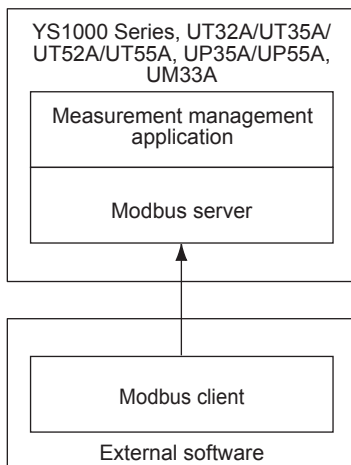 YS1000 Series, UT32A/UT35A/
UT52A/UT55A, UP35A/UP55A,
UM33A
Measurement management
application
Modbus server
Modbus client
External software